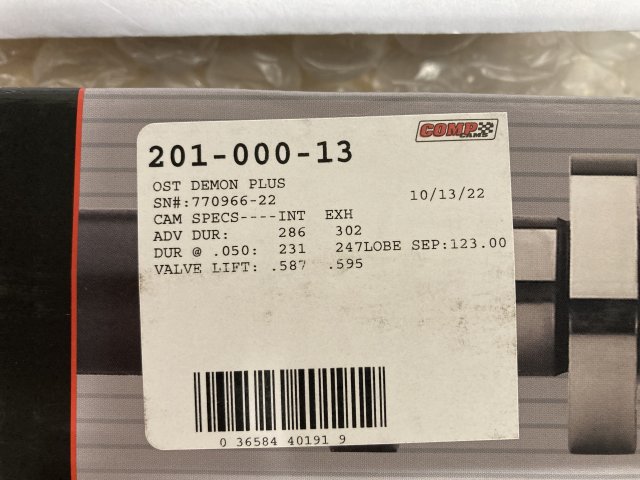 COMP
CAMS
201-000-13
OST DEMON PLUS
SN#:770966-22 10/13/22
CAM SPECS----INT EXH
ADV DUR: 286 302
DUR @ .050: 231 247LOBE SEP:123.00
VALVE LIFT: .587 .595
0 36584 40191 9